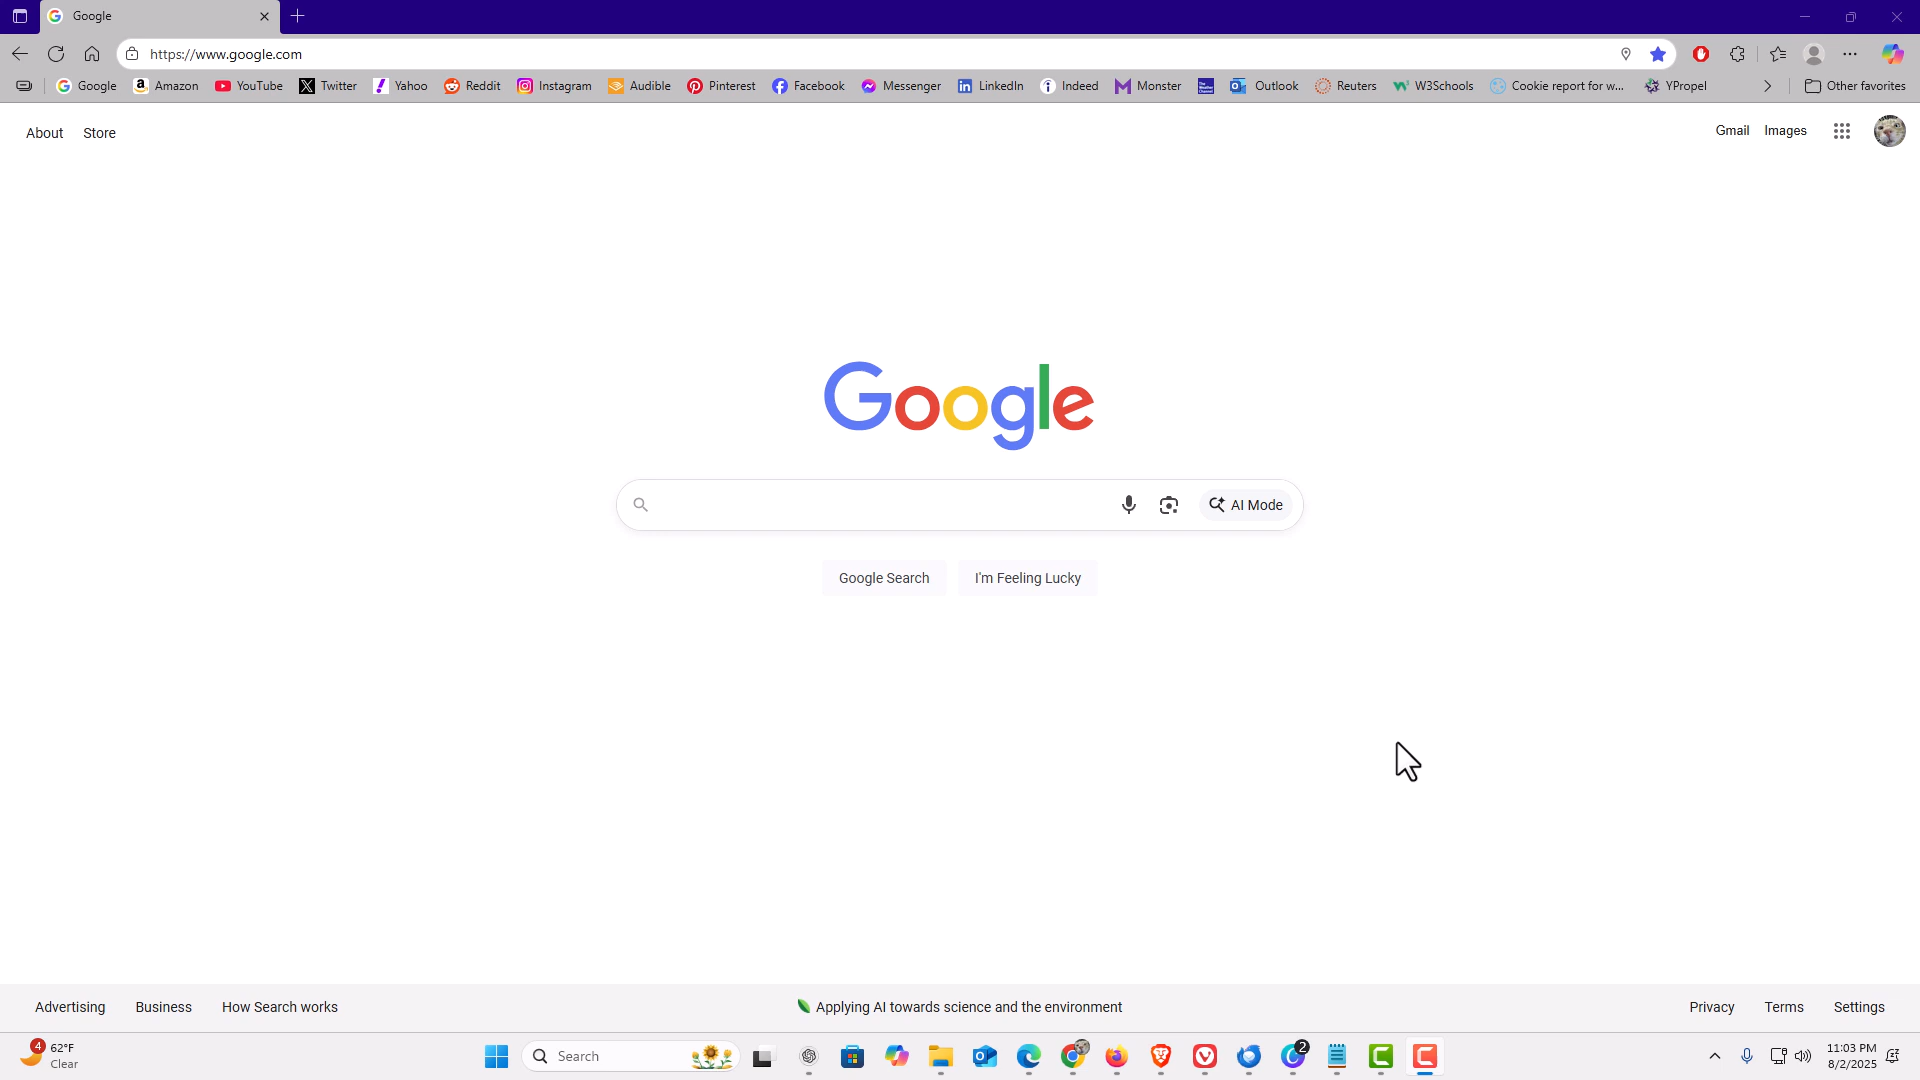 Google
https://www.google.com
Google Amazon YouTube Twitter Yahoo Reddit Instagram Audible Pinterest Facebook Messenger LinkedIn Indeed Monster Outlook Reuters W3Schools Cookie report for w... YPropel Other favorites
About Store Gmail Images
Google
AI Mode
Google Search I'm Feeling Lucky
Advertising Business How Search works Applying AI towards science and the environment Privacy Terms Settings
4 62°F
Clear
Search
2
11:03 PM
8/2/2025